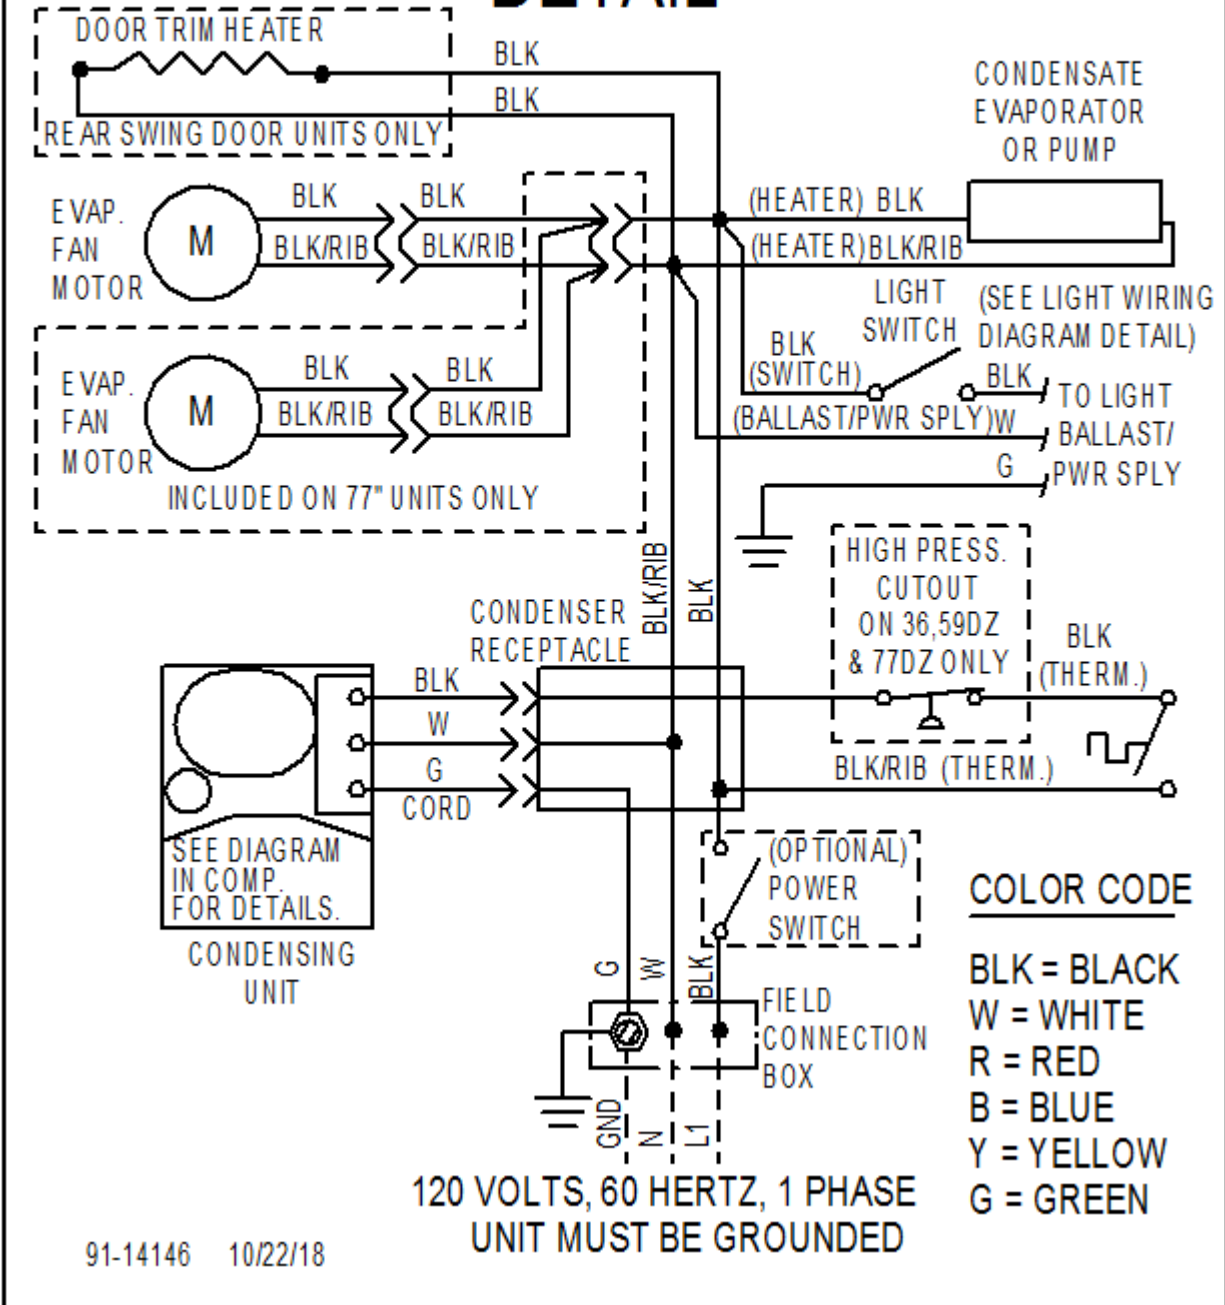 DETAIL
DOOR TRIM HEATER
BLK
BLK
REAR SWING DOOR UNITS ONLY
CONDENSATE
EVAPORATOR
OR PUMP
EVAP.
FAN
MOTOR
M
BLK
BLK
BLK/RIB
BLK/RIB
(HEATER) BLK
(HEATER) BLK/RIB
LIGHT
SWITCH
(SEE LIGHT WIRING
DIAGRAM DETAIL)
BLK
(SWITCH)
BLK
(BALLAST/PWR SPLY)
W
G
TO LIGHT
BALLAST/
PWR SPLY
EVAP.
FAN
MOTOR
M
BLK
BLK
BLK/RIB
BLK/RIB
INCLUDED ON 77" UNITS ONLY
BLK/RIB
BLK
HIGH PRESS.
CUTOUT
ON 36,59DZ
& 77DZ ONLY
BLK
(THERM.)
BLK/RIB (THERM.)
CONDENSER
RECEPTACLE
BLK
W
G
CORD
SEE DIAGRAM
IN COMP.
FOR DETAILS.
CONDENSING
UNIT
(OPTIONAL)
POWER
SWITCH
G
W
BLK
FIELD
CONNECTION
BOX
GND
N
L1
COLOR CODE
BLK = BLACK
W = WHITE
R = RED
B = BLUE
Y = YELLOW
G = GREEN
120 VOLTS, 60 HERTZ, 1 PHASE
UNIT MUST BE GROUNDED
91-14146 10/22/18